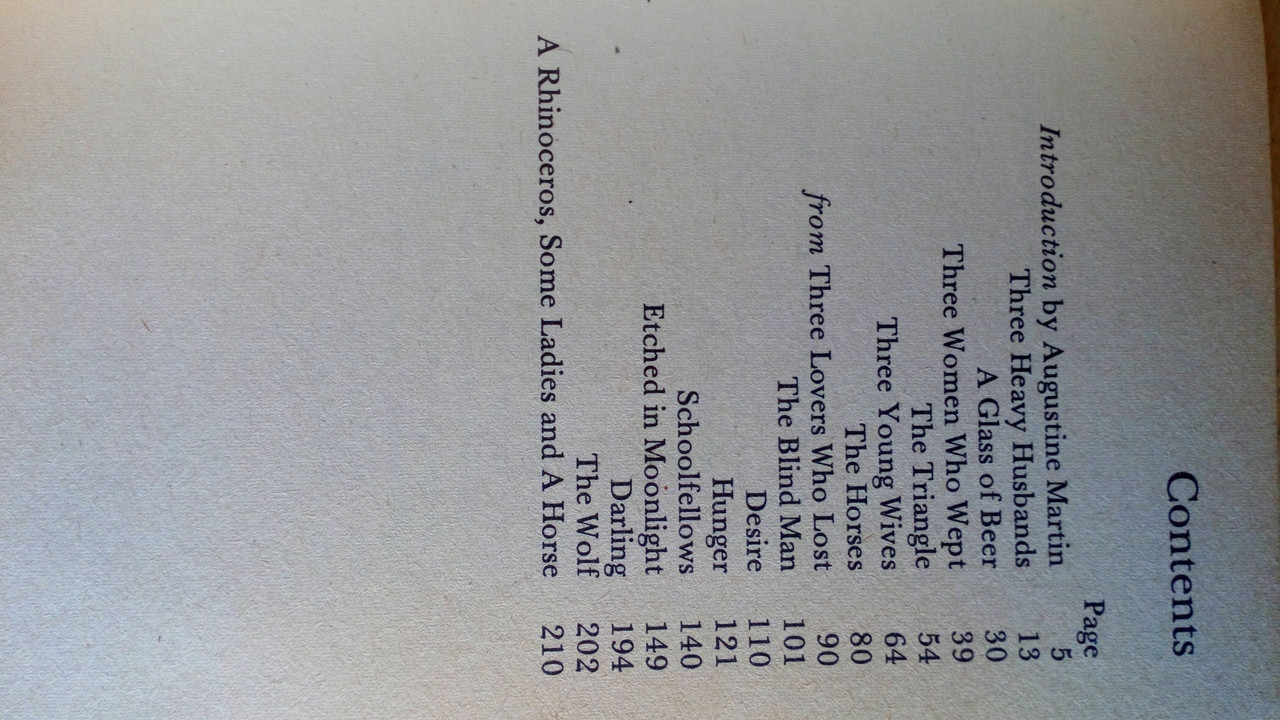 Contents
Page
Introduction by Augustine Martin 5
Three Heavy Husbands 13
A Glass of Beer 30
Three Women Who Wept 39
The Triangle 54
Three Young Wives 64
The Horses 80
from Three Lovers Who Lost 90
The Blind Man 101
Desire 110
Hunger 121
Schoolfellows 140
Etched in Moonlight 149
Darling 194
The Wolf 202
A Rhinoceros, Some Ladies and A Horse 210